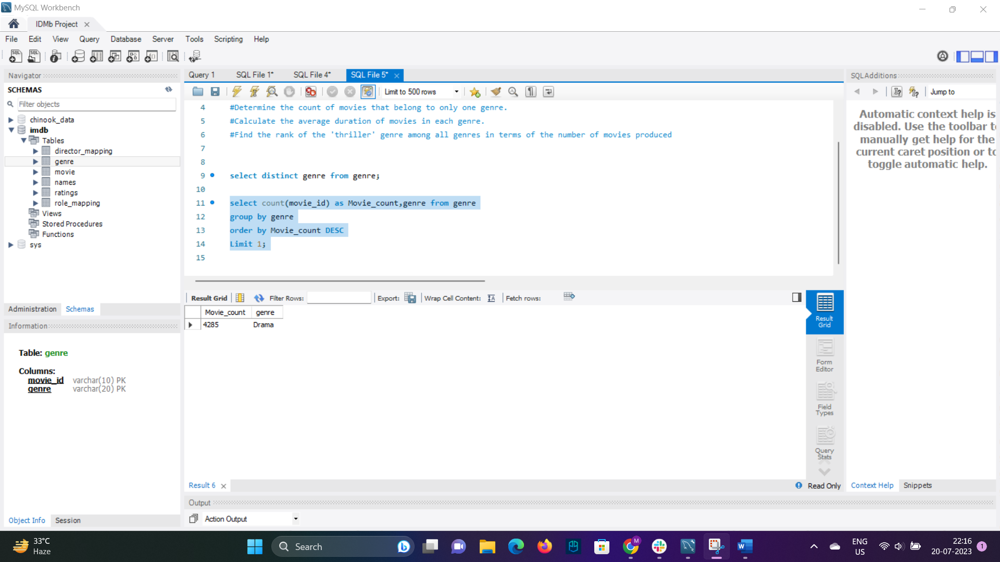 MySQL Workbench
IDMb Project
File Edit View Query Database Server Tools Scripting Help
Navigator
SCHEMAS
Filter objects
chinook_data
imdb
Tables
director_mapping
genre
movie
names
ratings
role_mapping
Views
Stored Procedures
Functions
sys
Administration Schemas
Information
Table: genre
Columns:
movie_id varchar(10) PK
genre varchar(20) PK
Object Info Session
Query 1 SQL File 1* SQL File 4* SQL File 5*
Limit to 500 rows
4 #Determine the count of movies that belong to only one genre.
5 #Calculate the average duration of movies in each genre.
6 #Find the rank of the 'thriller' genre among all genres in terms of the number of movies produced
7
8
9 select distinct genre from genre;
10
11 select count(movie_id) as Movie_count,genre from genre
12 group by genre
13 order by Movie_count DESC
14 Limit 1;
15
Result Grid Filter Rows: Export: Wrap Cell Content: Fetch rows:
Movie_count genre
4285 Drama
Result
Grid
Form
Editor
Field
Types
Query
Stats
Result 6
Read Only
Output
Action Output
SQLAdditions
Jump to
Automatic context help is
disabled. Use the toolbar t
manually get help for the
current caret position or to
toggle automatic help.
Context Help Snippets
33°C
Haze
Search
ENG
US
22:16
20-07-2023
1